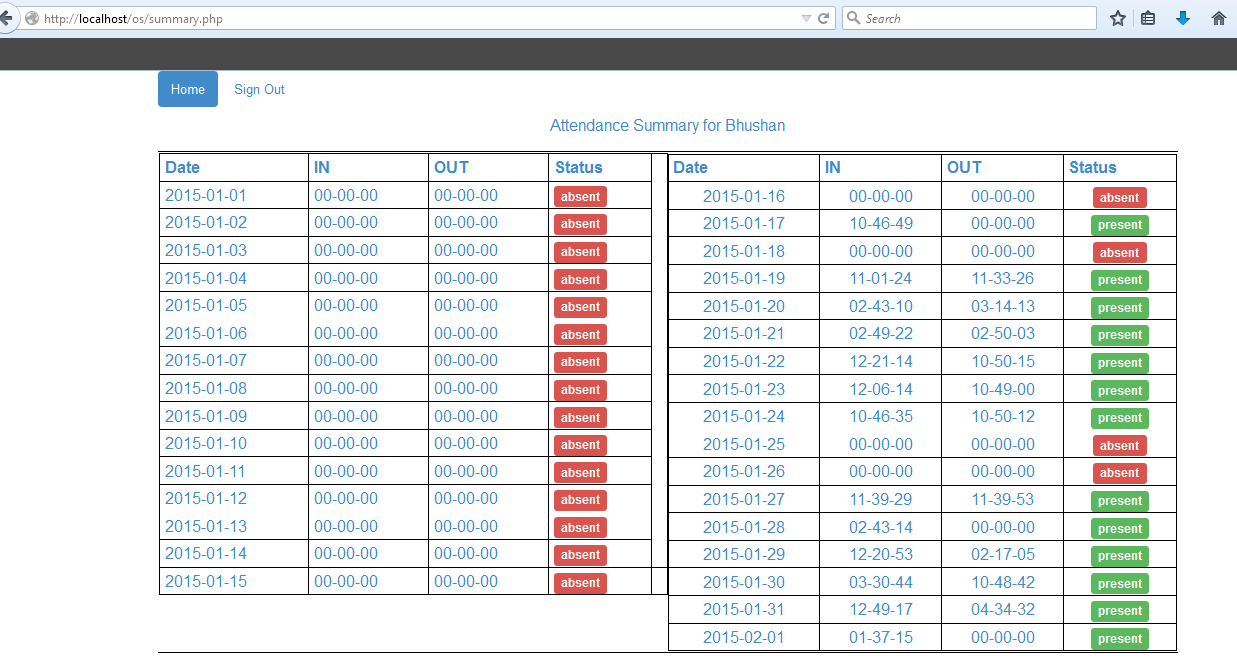 http://localhost/os/summary.php
Search
Home Sign Out
Attendance Summary for Bhushan
Date IN OUT Status
2015-01-01 00-00-00 00-00-00 absent
2015-01-02 00-00-00 00-00-00 absent
2015-01-03 00-00-00 00-00-00 absent
2015-01-04 00-00-00 00-00-00 absent
2015-01-05 00-00-00 00-00-00 absent
2015-01-06 00-00-00 00-00-00 absent
2015-01-07 00-00-00 00-00-00 absent
2015-01-08 00-00-00 00-00-00 absent
2015-01-09 00-00-00 00-00-00 absent
2015-01-10 00-00-00 00-00-00 absent
2015-01-11 00-00-00 00-00-00 absent
2015-01-12 00-00-00 00-00-00 absent
2015-01-13 00-00-00 00-00-00 absent
2015-01-14 00-00-00 00-00-00 absent
2015-01-15 00-00-00 00-00-00 absent
Date IN OUT Status
2015-01-16 00-00-00 00-00-00 absent
2015-01-17 10-46-49 00-00-00 present
2015-01-18 00-00-00 00-00-00 absent
2015-01-19 11-01-24 11-33-26 present
2015-01-20 02-43-10 03-14-13 present
2015-01-21 02-49-22 02-50-03 present
2015-01-22 12-21-14 10-50-15 present
2015-01-23 12-06-14 10-49-00 present
2015-01-24 10-46-35 10-50-12 present
2015-01-25 00-00-00 00-00-00 absent
2015-01-26 00-00-00 00-00-00 absent
2015-01-27 11-39-29 11-39-53 present
2015-01-28 02-43-14 00-00-00 present
2015-01-29 12-20-53 02-17-05 present
2015-01-30 03-30-44 10-48-42 present
2015-01-31 12-49-17 04-34-32 present
2015-02-01 01-37-15 00-00-00 present